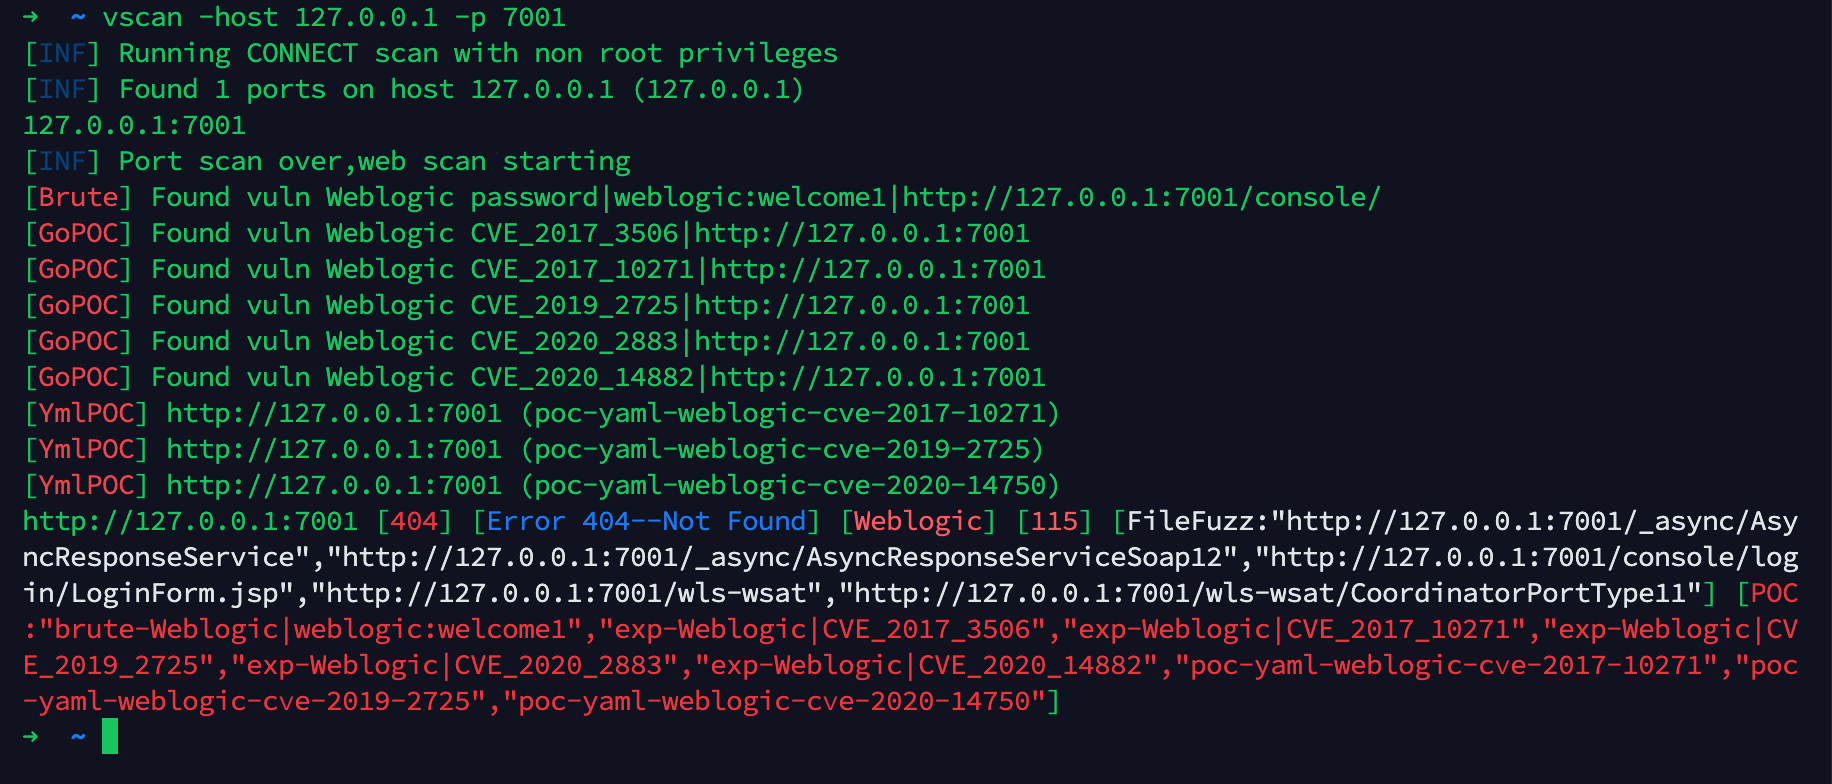 ➜  ~ vscan -host 127.0.0.1 -p 7001
[INF] Running CONNECT scan with non root privileges
[INF] Found 1 ports on host 127.0.0.1 (127.0.0.1)
127.0.0.1:7001
[INF] Port scan over,web scan starting
[Brute] Found vuln Weblogic password|weblogic:welcome1|http://127.0.0.1:7001/console/
[GoPOC] Found vuln Weblogic CVE_2017_3506|http://127.0.0.1:7001
[GoPOC] Found vuln Weblogic CVE_2017_10271|http://127.0.0.1:7001
[GoPOC] Found vuln Weblogic CVE_2019_2725|http://127.0.0.1:7001
[GoPOC] Found vuln Weblogic CVE_2020_2883|http://127.0.0.1:7001
[GoPOC] Found vuln Weblogic CVE_2020_14882|http://127.0.0.1:7001
[YmlPOC] http://127.0.0.1:7001 (poc-yaml-weblogic-cve-2017-10271)
[YmlPOC] http://127.0.0.1:7001 (poc-yaml-weblogic-cve-2019-2725)
[YmlPOC] http://127.0.0.1:7001 (poc-yaml-weblogic-cve-2020-14750)
http://127.0.0.1:7001 [404] [Error 404--Not Found] [Weblogic] [115] [FileFuzz:"http://127.0.0.1:7001/_async/Asy
ncResponseService","http://127.0.0.1:7001/_async/AsyncResponseServiceSoap12","http://127.0.0.1:7001/console/log
in/LoginForm.jsp","http://127.0.0.1:7001/wls-wsat","http://127.0.0.1:7001/wls-wsat/CoordinatorPortType11"] [POC
:"brute-Weblogic|weblogic:welcome1","exp-Weblogic|CVE_2017_3506","exp-Weblogic|CVE_2017_10271","exp-Weblogic|CV
E_2019_2725","exp-Weblogic|CVE_2020_2883","exp-Weblogic|CVE_2020_14882","poc-yaml-weblogic-cve-2017-10271","poc
-yaml-weblogic-cve-2019-2725","poc-yaml-weblogic-cve-2020-14750"]
➜  ~